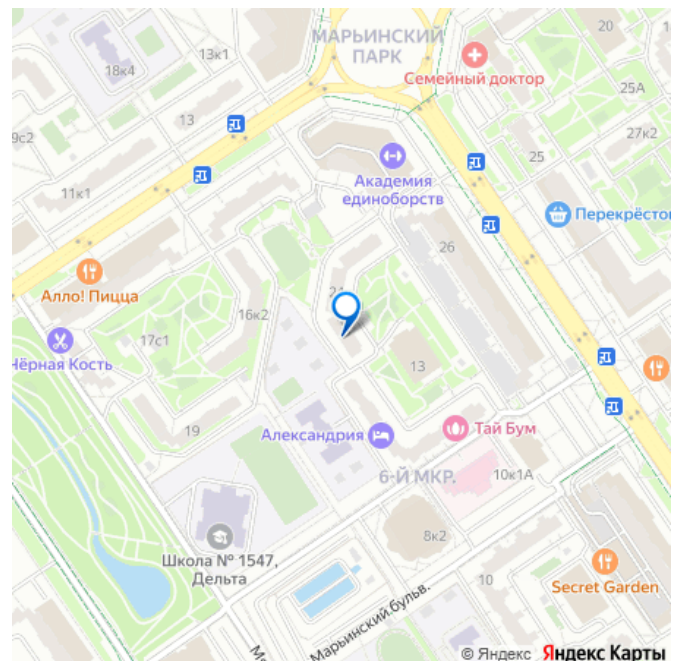 МАРЬИНСКИЙ
ПАРК
20
13к1
18к4
Семейный доктор
25А
9с2
13
27к2
25
Академия
единоборств
11к1
Перекрёсток
26
Алло! Пицца
16к2
17с1
Чёрная Кость
13
19
Александрия
Тай Бум
6-Й МКР.
10к1А
8к2
Школа № 1547,
Дельта
10
Secret Garden
Марьинский бульв.
© Яндекс Яндекс Карты